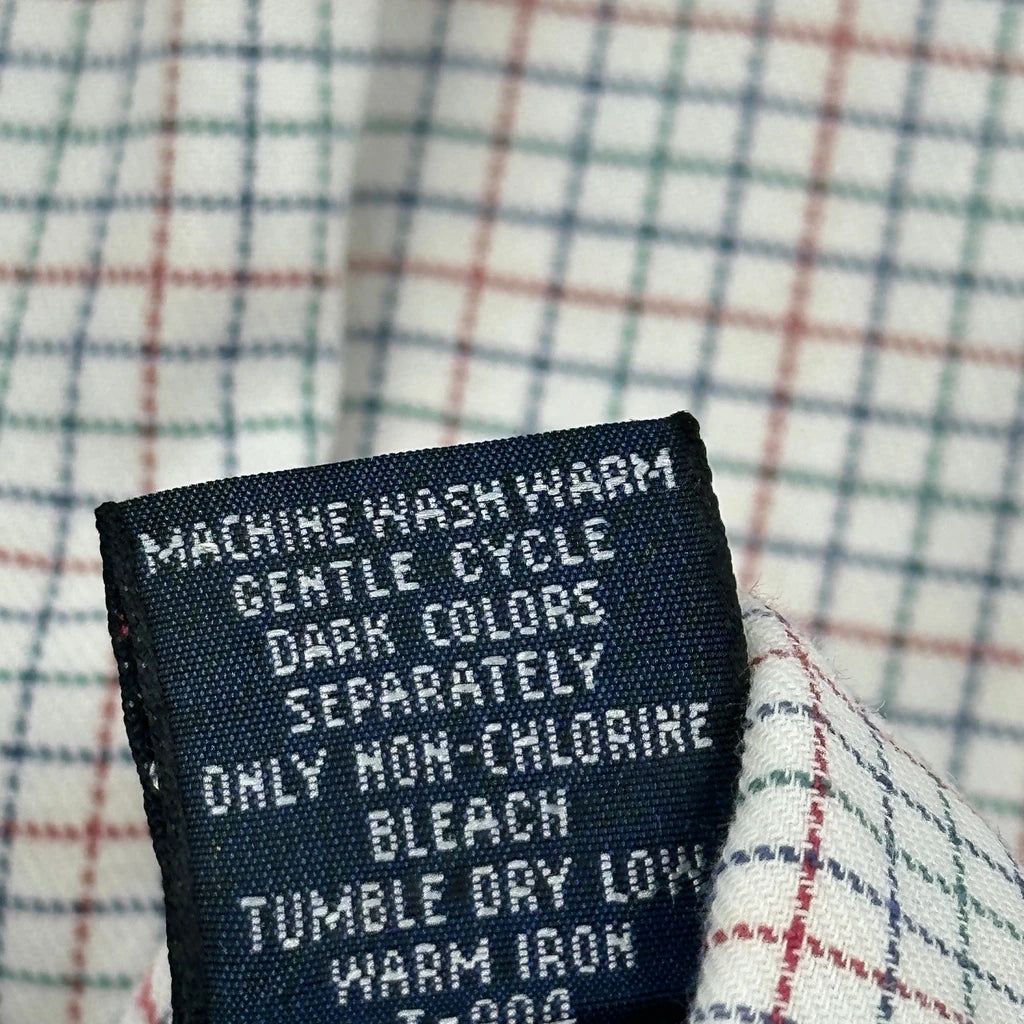 MACHINE WASH WARM
GENTLE CYCLE
DARK COLORS
SEPARATELY
ONLY NON-CHLORINE
BLEACH
TUMBLE DRY LOW
WARM IRON